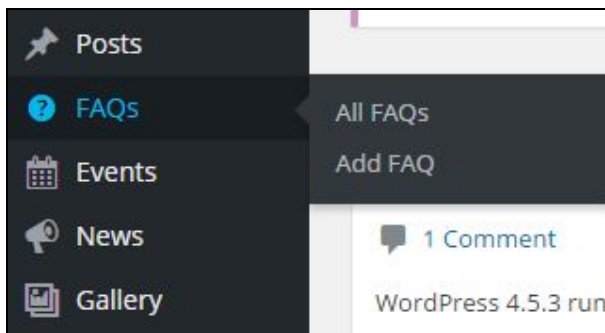 Posts
FAQs
Events
News
Gallery
All FAQs
Add FAQ
1 Comment
WordPress 4.5.3 run